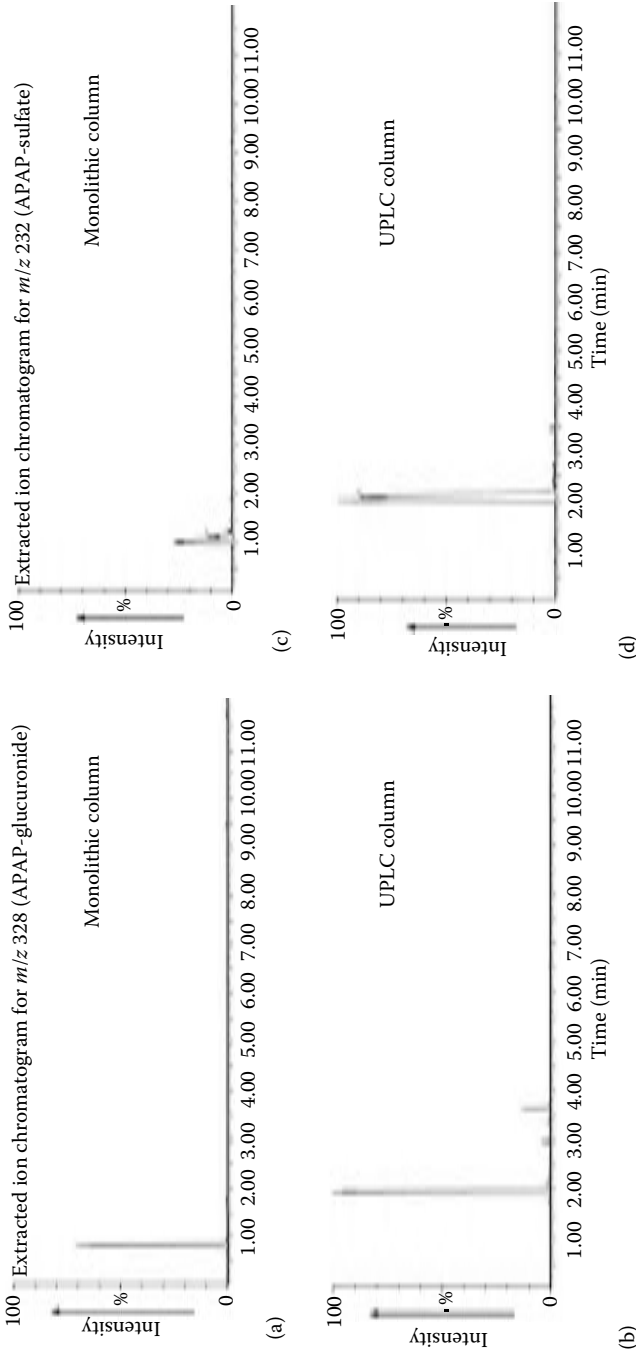 Extracted ion chromatogram for m/z 328 (APAP-glucuronide)
100
Monolithic column
%
Intensity
0
1.00 2.00 3.00 4.00 5.00 6.00 7.00 8.00 9.00 10.00 11.00
(a)
100
UPLC column
%
Intensity
0
1.00 2.00 3.00 4.00 5.00 6.00 7.00 8.00 9.00 10.00 11.00
Time (min)
(b)
Extracted ion chromatogram for m/z 232 (APAP-sulfate)
100
Monolithic column
%
Intensity
0
1.00 2.00 3.00 4.00 5.00 6.00 7.00 8.00 9.00 10.00 11.00
(c)
100
UPLC column
%
Intensity
0
1.00 2.00 3.00 4.00 5.00 6.00 7.00 8.00 9.00 10.00 11.00
Time (min)
(d)